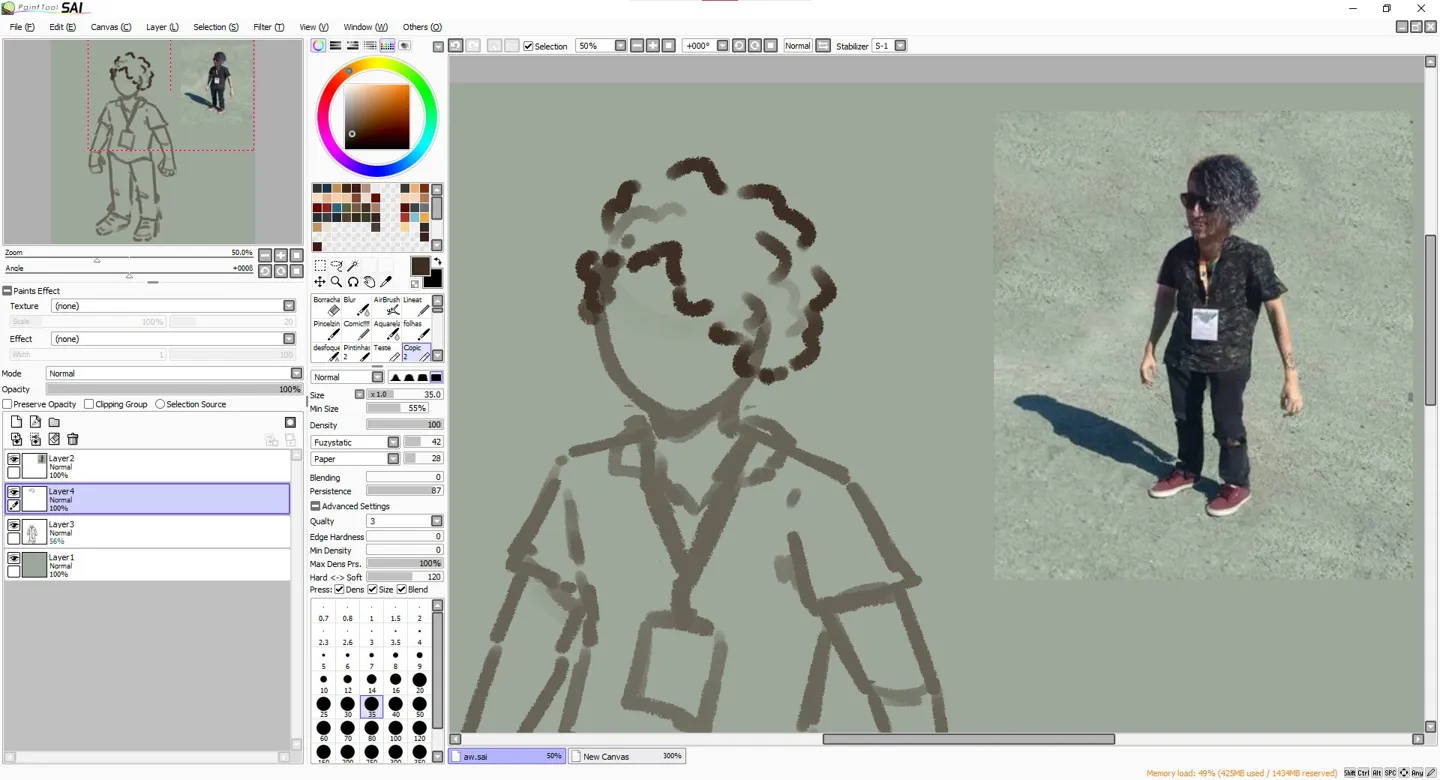 PaintTool SAI
File (F) Edit (E) Canvas (C) Layer (L) Selection (S) Filter (T) View (V) Window (W) Others (O)
Selection 50% +000° Normal Stabilizer S-1
Zoom 50.0%
Angle +000θ
Paints Effect
Texture (none)
Scale 100% 20
Effect (none)
Width 1 100
Mode Normal
Opacity 100%
Preserve Opacity Clipping Group Selection Source
Layer2
Normal
100%
Layer4
Normal
100%
Layer3
Normal
56%
Layer1
Normal
100%
Borracha Blur AirBrush Lineat
Pincelzin Comic!!!! Aquarela folhas
desfoque Pintinhas 2 Teste Copic 2
Normal
Size x 1.0 35.0
Min Size 55%
Density 100
Fuzystatic 42
Paper 28
Blending 0
Persistence 87
Advanced Settings
Qualty 3
Edge Hardness 0
Min Density 0
Max Dens Prs. 100%
Hard <-> Soft 120
Press: Dens Size Blend
0.7 0.8 1 1.5 2
2.3 2.6 3 3.5 4
5 6 7 8 9
10 12 14 16 20
25 30 35 40 50
60 70 80 100 120
160 200 250 300 350
aw.sai 50% New Canvas 300%
Memory load: 49% (425MB used / 1434MB reserved) Shift Ctrl Alt SPC Any